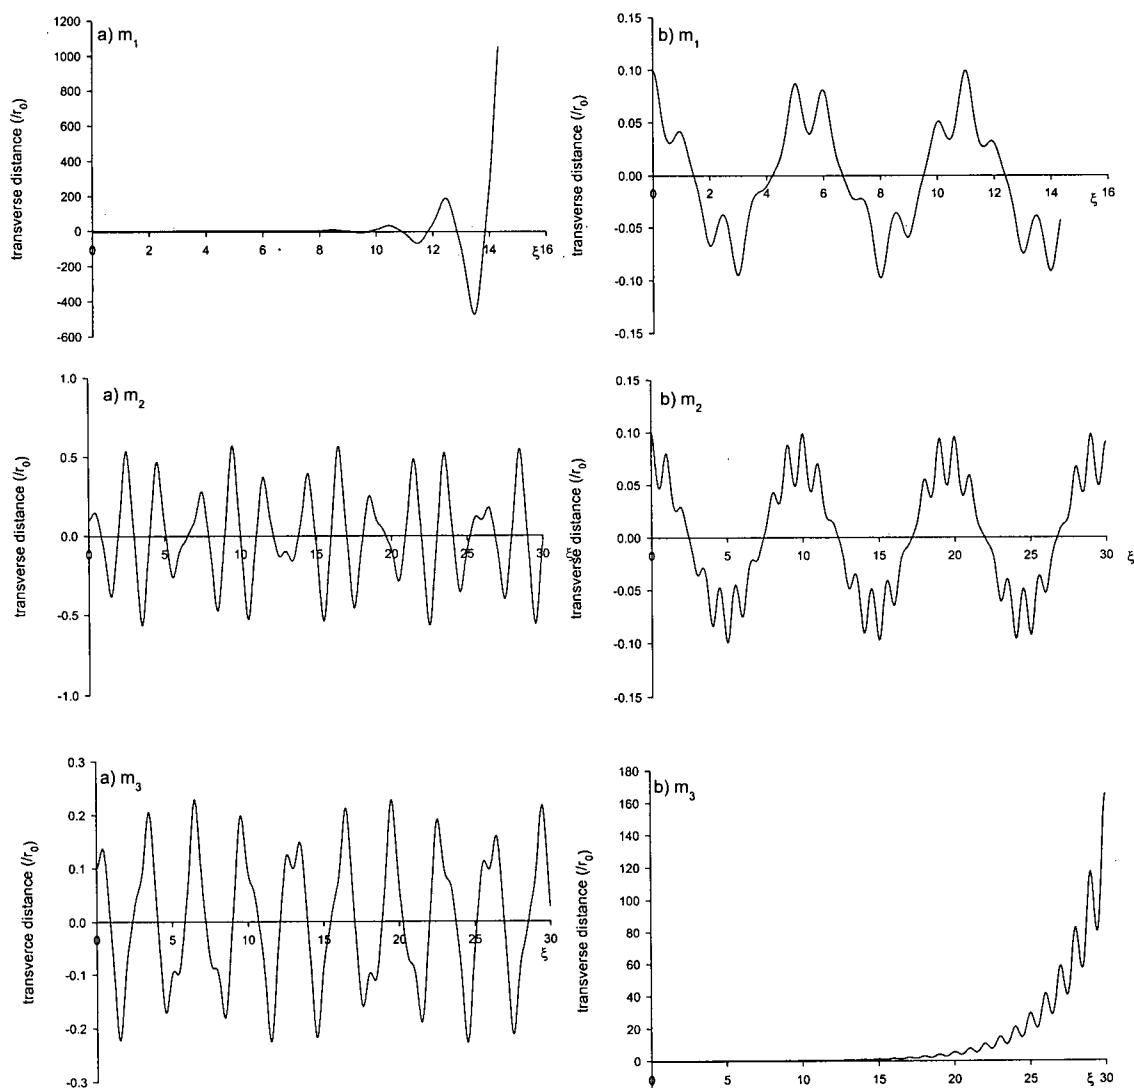 a) m1
transverse distance (/r0)
1200
1000
800
600
400
200
0
-200
-400
-600
0 2 4 6 8 10 12 14 16
ξ
b) m1
transverse distance (/r0)
0.15
0.10
0.05
0.00
-0.05
-0.10
-0.15
0 2 4 6 8 10 12 14 16
ξ
a) m2
transverse distance (/r0)
1.0
0.5
0.0
-0.5
-1.0
0 5 10 15 20 25 30
ξ
b) m2
transverse distance (/r0)
0.15
0.10
0.05
0.00
-0.05
-0.10
-0.15
0 5 10 15 20 25 30
ξ
a) m3
transverce distance (/r0)
0.3
0.2
0.1
0.0
-0.1
-0.2
-0.3
0 5 10 15 20 25 30
ξ
b) m3
transverse distance (/r0)
180
160
140
120
100
80
60
40
20
0
0 5 10 15 20 25 ξ 30